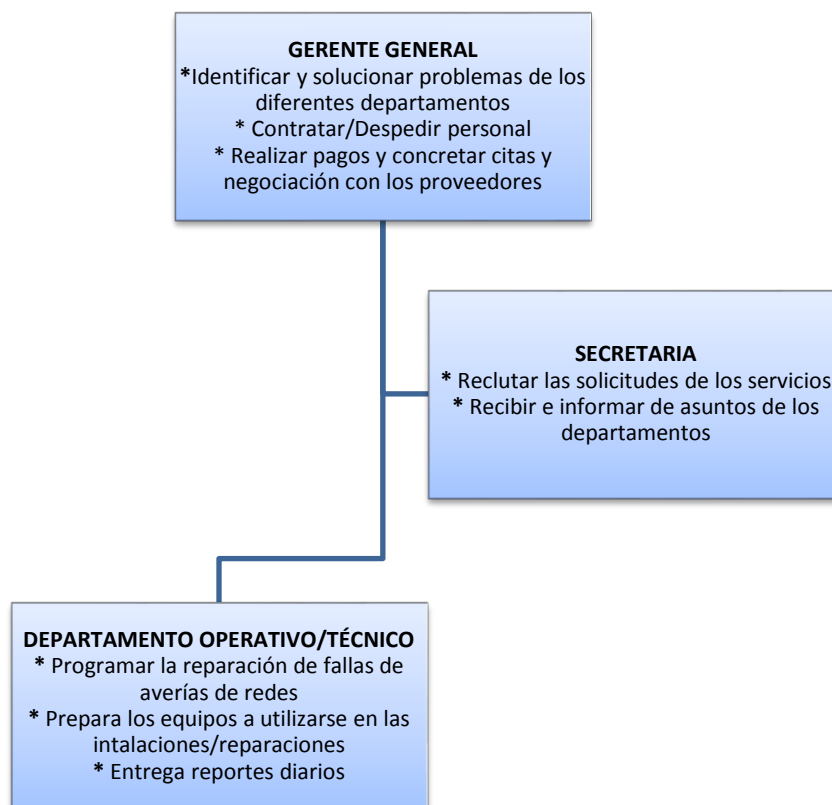 GERENTE GENERAL
*Identificar y solucionar problemas de los
diferentes departamentos
* Contratar/Despedir personal
* Realizar pagos y concretar citas y
negociación con los proveedores
SECRETARIA
* Reclutar las solicitudes de los servicios
* Recibir e informar de asuntos de los
departamentos
DEPARTAMENTO OPERATIVO/TÉCNICO
* Programar la reparación de fallas de
averías de redes
* Prepara los equipos a utilizarse en las
intalaciones/reparaciones
* Entrega reportes diarios